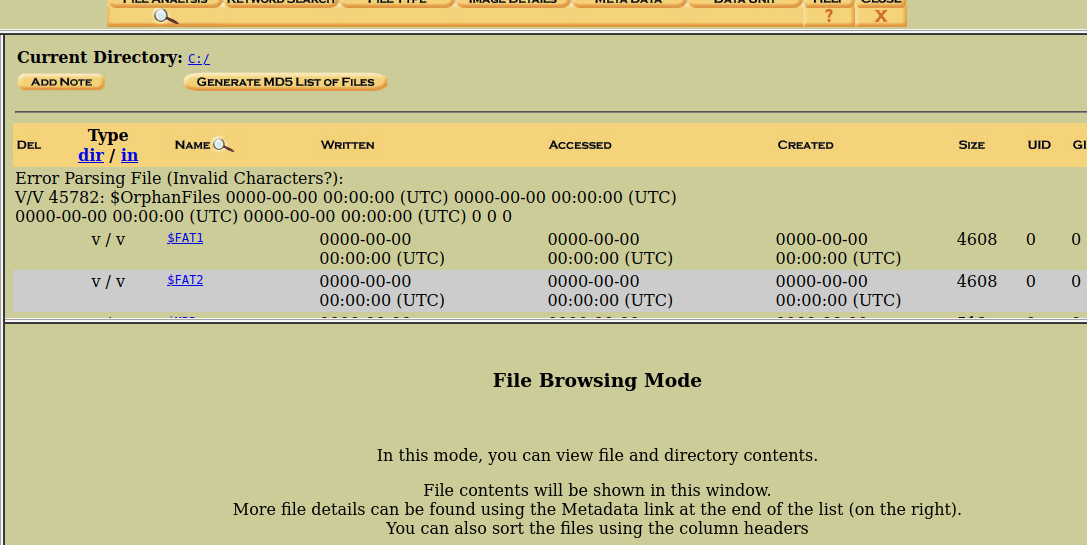 FILE ANALYSIS KEYWORD SEARCH FILE TYPE IMAGE DETAILS META DATA DATA UNIT HELP CLOSE
? X
Current Directory: C:/
ADD NOTE GENERATE MD5 LIST OF FILES
DEL Type dir / in NAME WRITTEN ACCESSED CREATED SIZE UID GI
Error Parsing File (Invalid Characters?):
V/V 45782: $OrphanFiles 0000-00-00 00:00:00 (UTC) 0000-00-00 00:00:00 (UTC)
0000-00-00 00:00:00 (UTC) 0000-00-00 00:00:00 (UTC) 0 0 0
v / v $FAT1 0000-00-00 0000-00-00 0000-00-00 4608 0 0
00:00:00 (UTC) 00:00:00 (UTC) 00:00:00 (UTC)
v / v $FAT2 0000-00-00 0000-00-00 0000-00-00 4608 0 0
00:00:00 (UTC) 00:00:00 (UTC) 00:00:00 (UTC)
File Browsing Mode
In this mode, you can view file and directory contents.
File contents will be shown in this window.
More file details can be found using the Metadata link at the end of the list (on the right).
You can also sort the files using the column headers